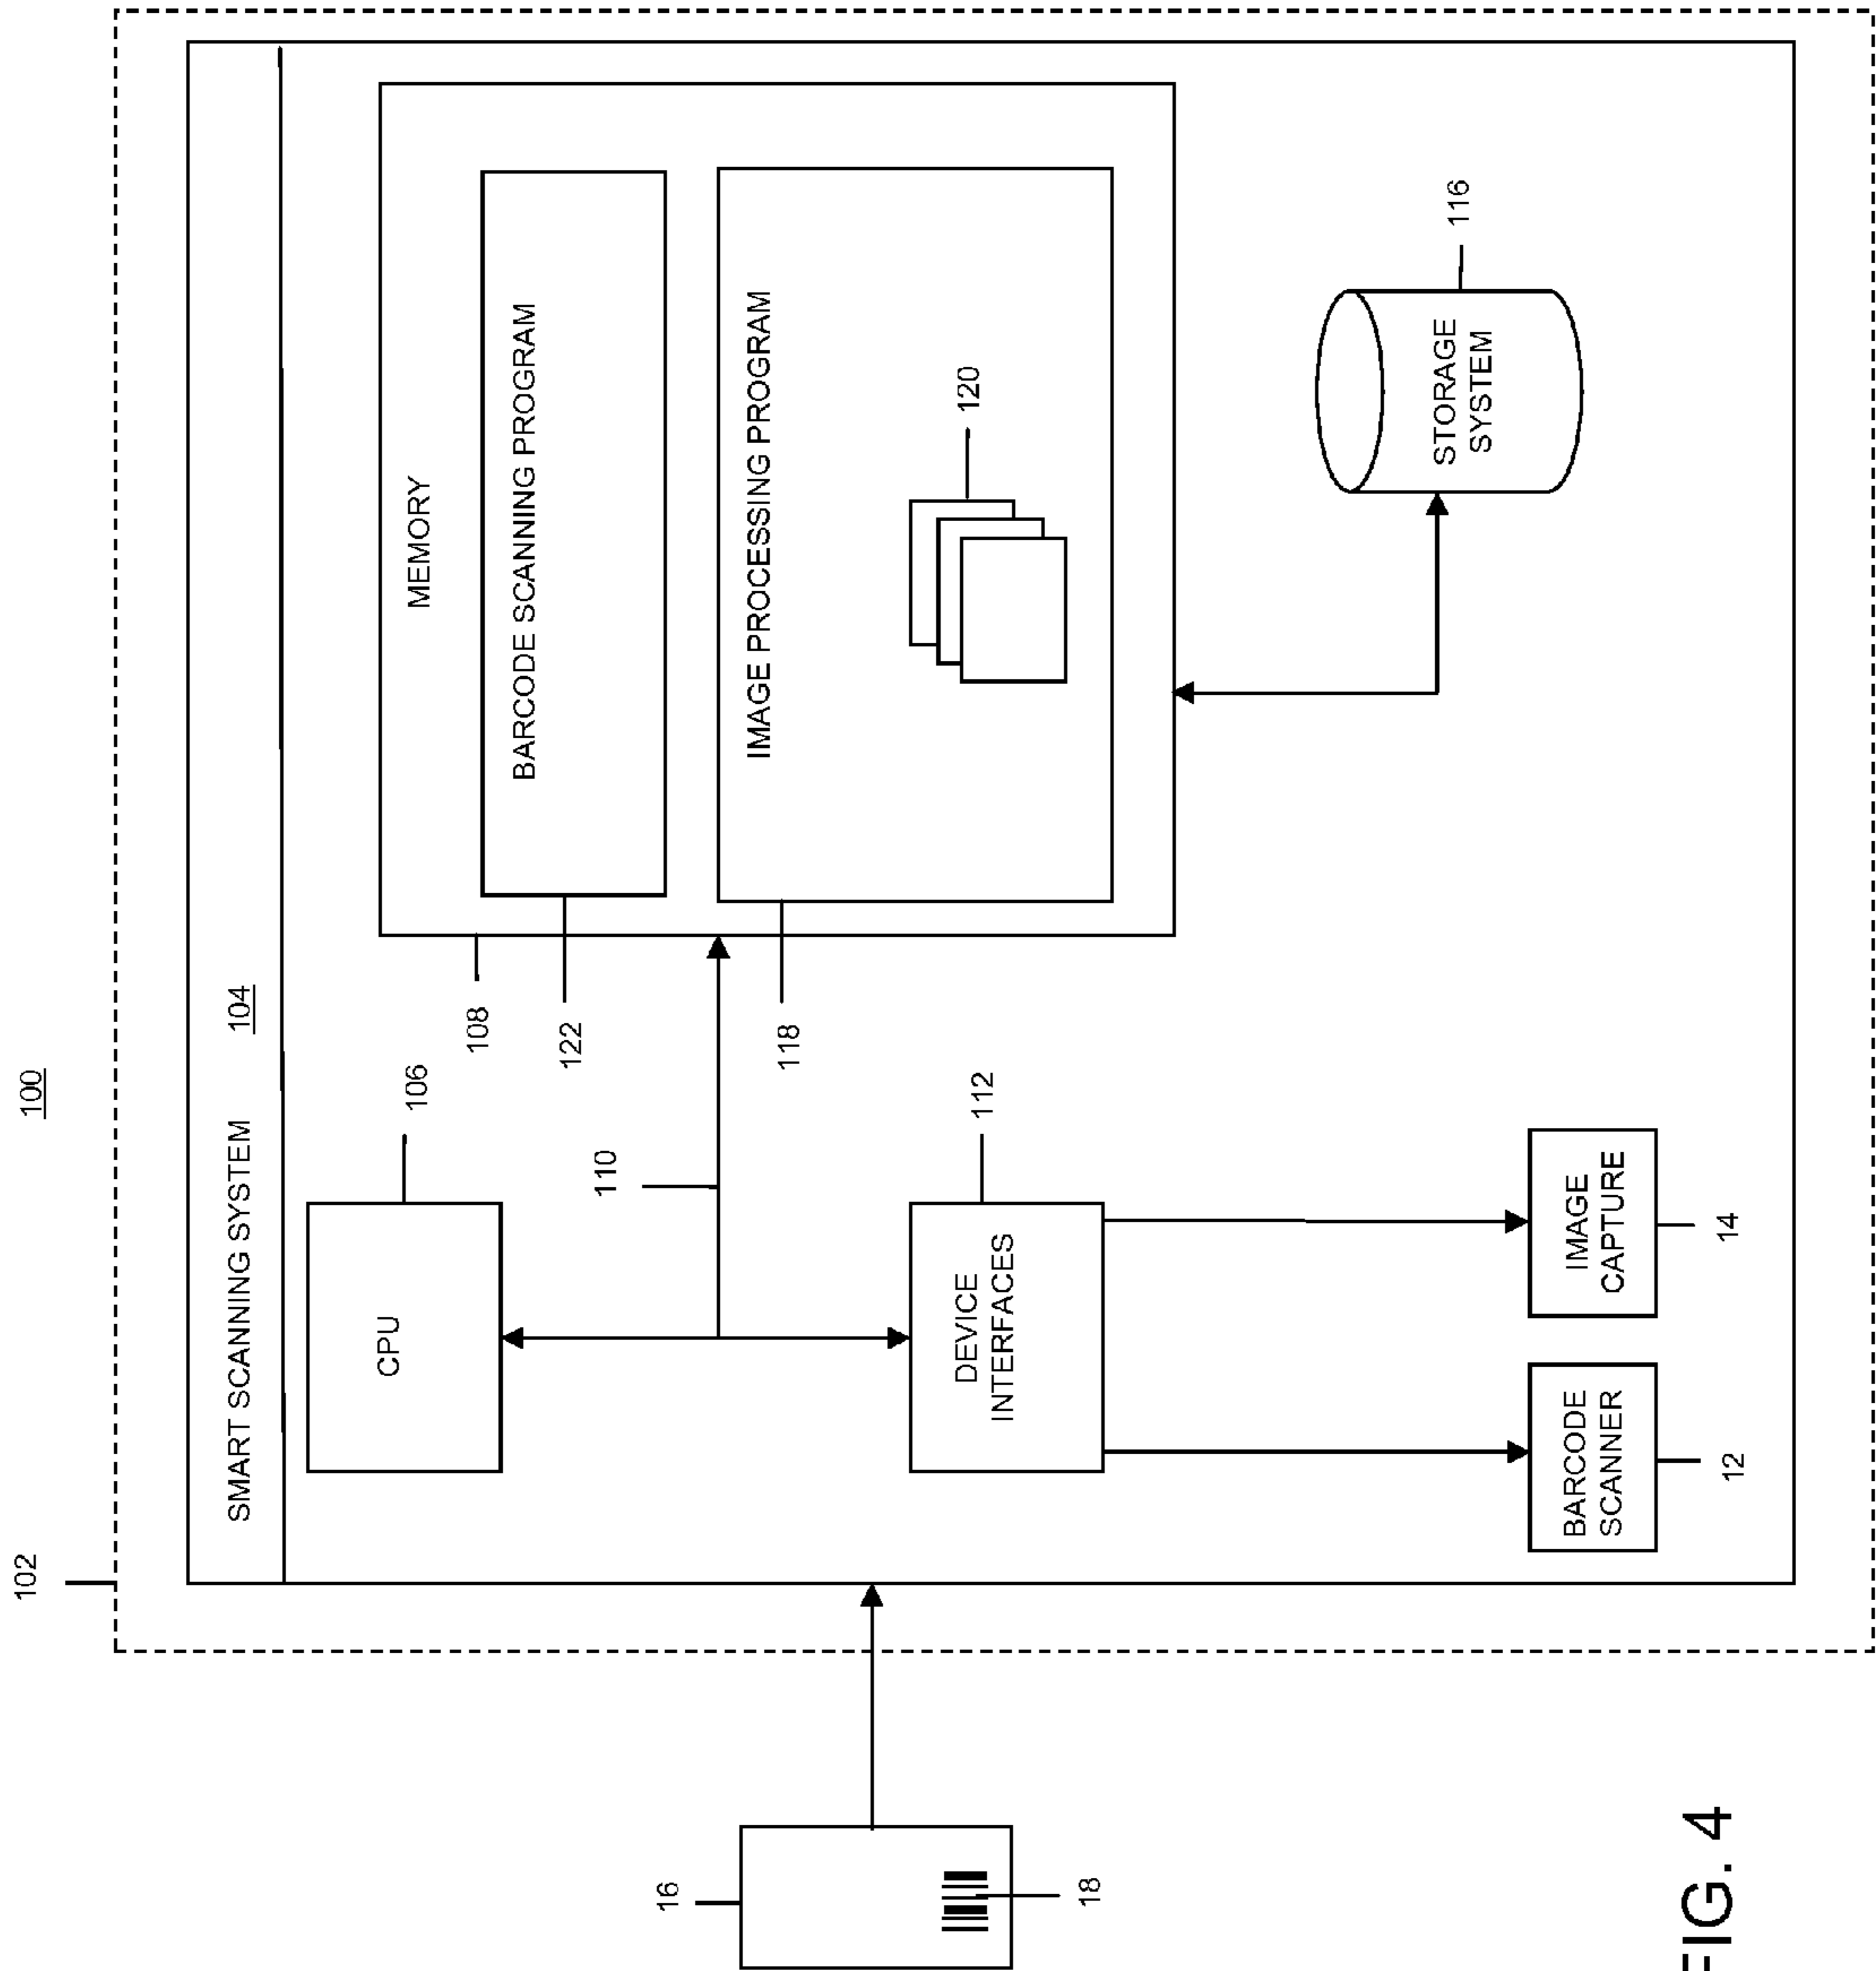 100
102
SMART SCANNING SYSTEM 104
CPU
106
MEMORY
108
BARCODE SCANNING PROGRAM
122
110
IMAGE PROCESSING PROGRAM
118
120
16
18
DEVICE
INTERFACES
112
STORAGE
SYSTEM
116
BARCODE
SCANNER
12
IMAGE
CAPTURE
14
FIG. 4